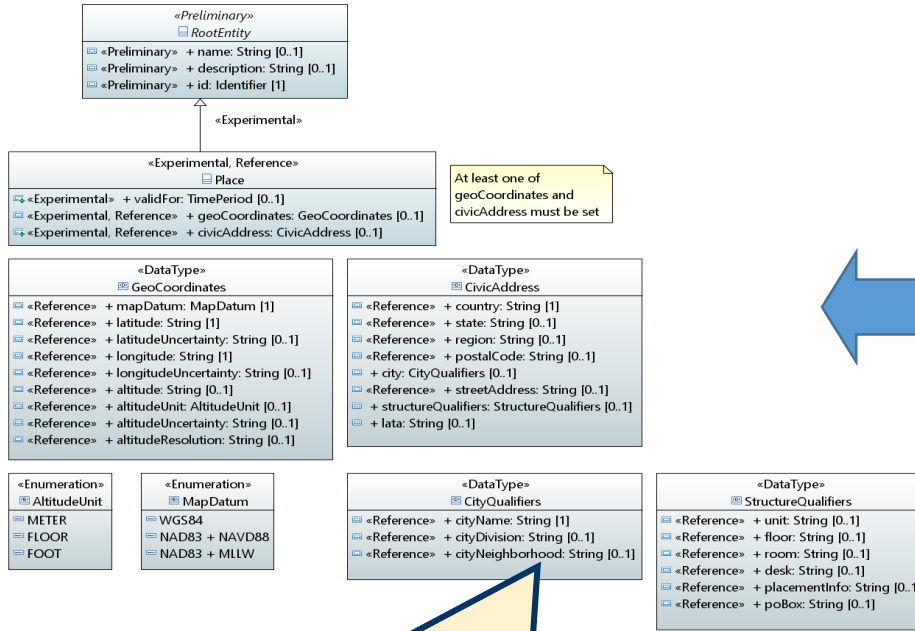 «Preliminary»
RootEntity
«Preliminary» + name: String [0..1]
«Preliminary» + description: String [0..1]
«Preliminary» + id: Identifier [1]
«Experimental»
«Experimental, Reference»
Place
«Experimental» + validFor: TimePeriod [0..1]
«Experimental, Reference» + geoCoordinates: GeoCoordinates [0..1]
«Experimental, Reference» + civicAddress: CivicAddress [0..1]
At least one of
geoCoordinates and
civicAddress must be set
«DataType»
GeoCoordinates
«Reference» + mapDatum: MapDatum [1]
«Reference» + latitude: String [1]
«Reference» + latitudeUncertainty: String [0..1]
«Reference» + longitude: String [1]
«Reference» + longitudeUncertainty: String [0..1]
«Reference» + altitude: String [0..1]
«Reference» + altitudeUnit: AltitudeUnit [0..1]
«Reference» + altitudeUncertainty: String [0..1]
«Reference» + altitudeResolution: String [0..1]
«DataType»
CivicAddress
«Reference» + country: String [1]
«Reference» + state: String [0..1]
«Reference» + region: String [0..1]
«Reference» + postalCode: String [0..1]
+ city: CityQualifiers [0..1]
«Reference» + streetAddress: String [0..1]
+ structureQualifiers: StructureQualifiers [0..1]
+ lata: String [0..1]
«Enumeration»
AltitudeUnit
METER
FLOOR
FOOT
«Enumeration»
MapDatum
WGS84
NAD83 + NAVD88
NAD83 + MLLW
«DataType»
CityQualifiers
«Reference» + cityName: String [1]
«Reference» + cityDivision: String [0..1]
«Reference» + cityNeighborhood: String [0..1]
«DataType»
StructureQualifiers
«Reference» + unit: String [0..1]
«Reference» + floor: String [0..1]
«Reference» + room: String [0..1]
«Reference» + desk: String [0..1]
«Reference» + placementInfo: String [0..1
«Reference» + poBox: String [0..1]